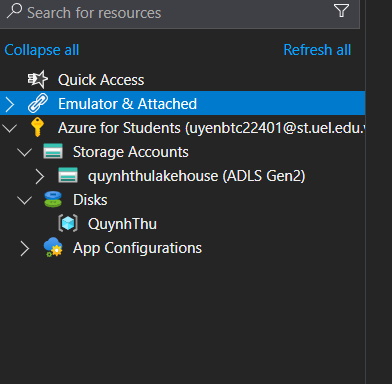 Search for resources
Collapse all Refresh all
Quick Access
Emulator & Attached
Azure for Students (uyenbtc22401@st.uel.edu.
Storage Accounts
quynhthulakehouse (ADLS Gen2)
Disks
QuynhThu
App Configurations